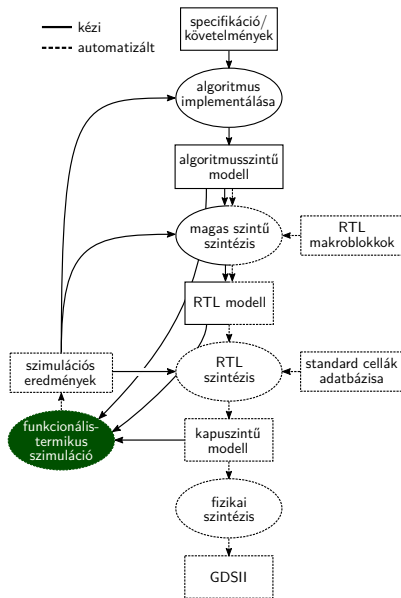 kézi
automatizált
specifikáció/
követelmények
algoritmus
implementálása
algoritmusszintű
modell
magas szintű
szintézis
RTL
makroblokkok
RTL modell
szimulációs
eredmények
RTL
szintézis
standard cellák
adatbázisa
funkcionális-
termikus
szimuláció
kapuszintű
modell
fizikai
szintézis
GDSII